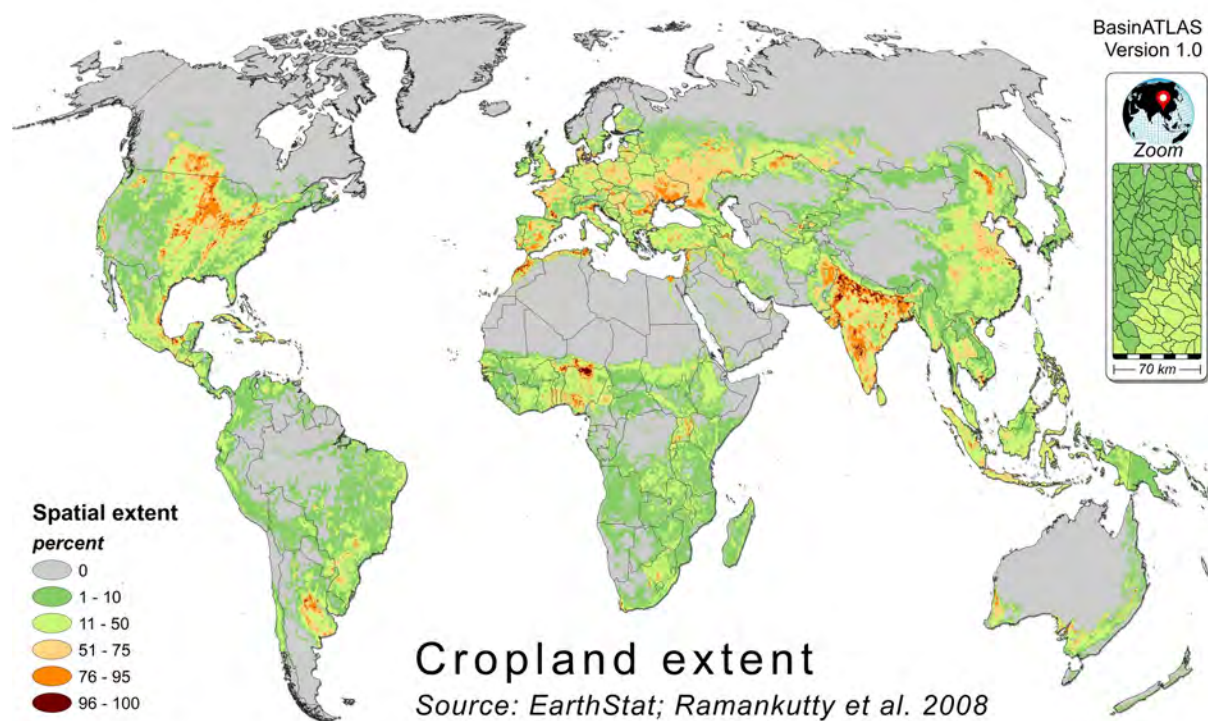 BasinATLAS
Version 1.0
Zoom
70 km
Spatial extent
percent
0
1 - 10
11 - 50
51 - 75
76 - 95
96 - 100
Cropland extent
Source: EarthStat; Ramankutty et al. 2008